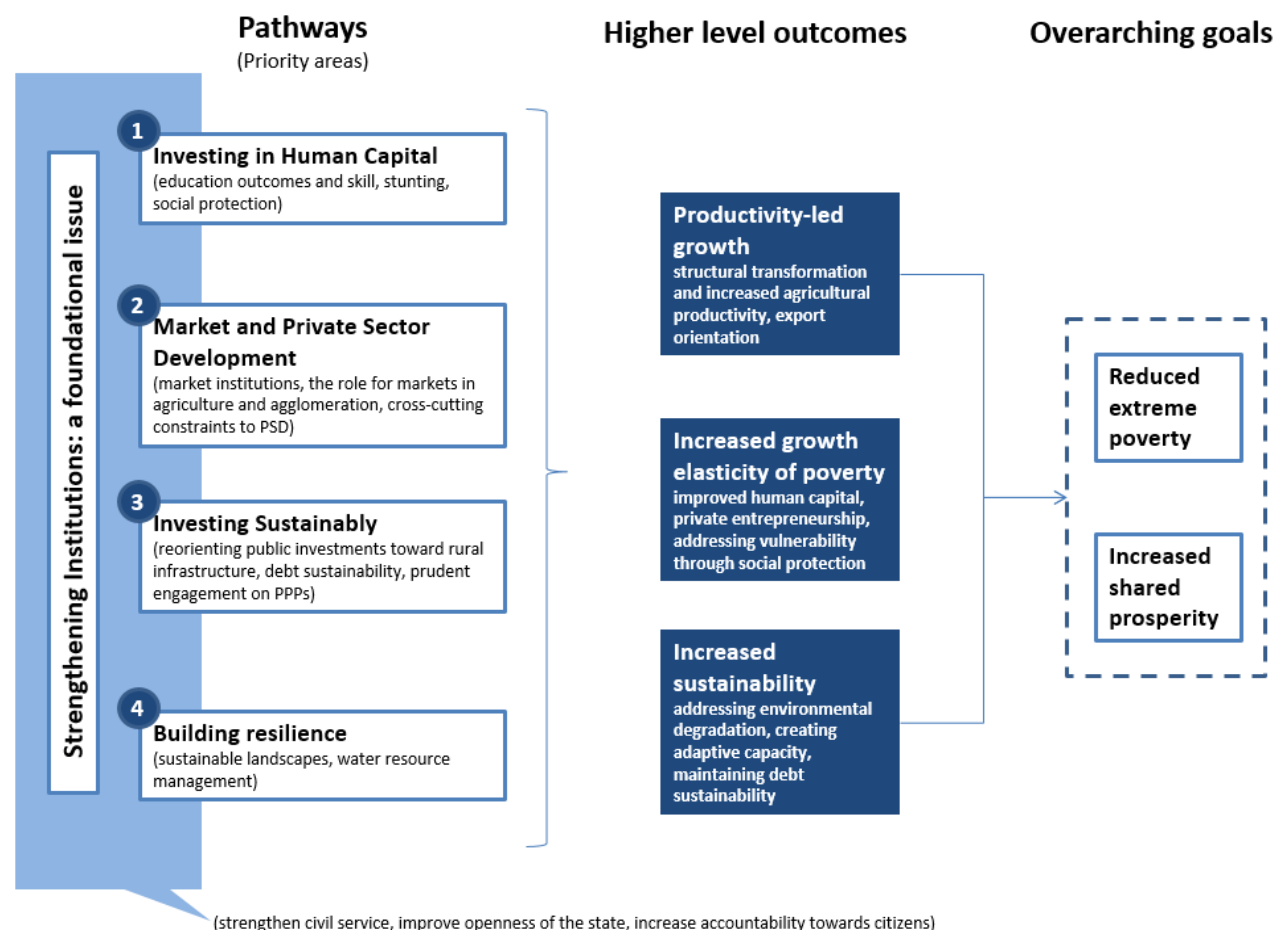 Pathways
(Priority areas)
Higher level outcomes
Overarching goals
Strengthening Institutions: a foundational issue
1
Investing in Human Capital
(education outcomes and skill, stunting,
social protection)
2
Market and Private Sector
Development
(market institutions, the role for markets in
agriculture and agglomeration, cross-cutting
constraints to PSD)
3
Investing Sustainably
(reorienting public investments toward rural
infrastructure, debt sustainability, prudent
engagement on PPPs)
4
Building resilience
(sustainable landscapes, water resource
management)
Productivity-led
growth
structural transformation
and increased agricultural
productivity, export
orientation
Increased growth
elasticity of poverty
improved human capital,
private entrepreneurship,
addressing vulnerability
through social protection
Increased
sustainability
addressing environmental
degradation, creating
adaptive capacity,
maintaining debt
sustainability
Reduced
extreme
poverty
Increased
shared
prosperity
(strengthen civil service, improve openness of the state, increase accountability towards citizens)